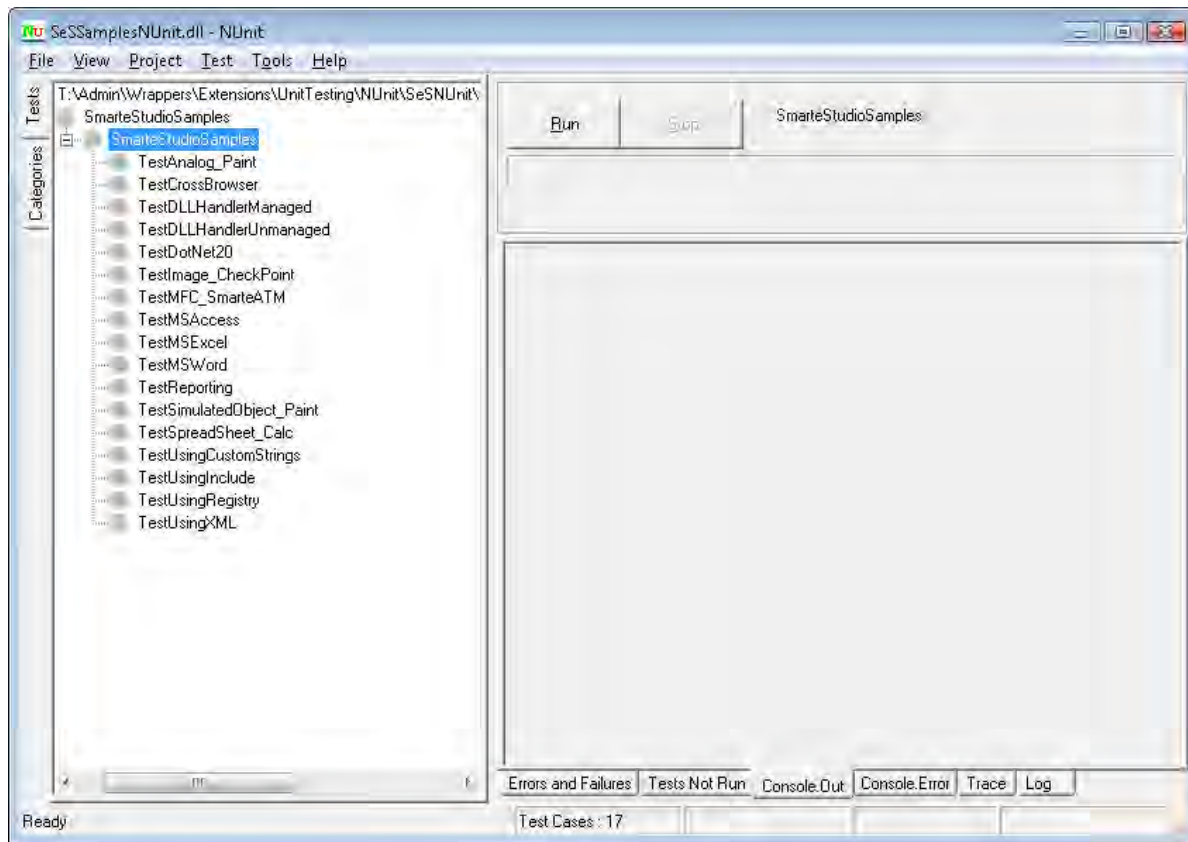 NU SeSSamplesNUnit.dll - NUnit
File View Project Test Tools Help
Tests
Categories
T:\Admin\Wrappers\Extensions\UnitTesting\NUnit\SeSNUnit\
SmarteStudioSamples
SmarteStudioSamples
TestAnalog_Paint
TestCrossBrowser
TestDLLHandlerManaged
TestDLLHandlerUnmanaged
TestDotNet20
TestImage_CheckPoint
TestMFC_SmarteATM
TestMSAccess
TestMSExcel
TestMSWord
TestReporting
TestSimulatedObject_Paint
TestSpreadSheet_Calc
TestUsingCustomStrings
TestUsingInclude
TestUsingRegistry
TestUsingXML
Run
Stop
SmarteStudioSamples
Errors and Failures Tests Not Run Console.Out Console.Error Trace Log
Ready
Test Cases : 17